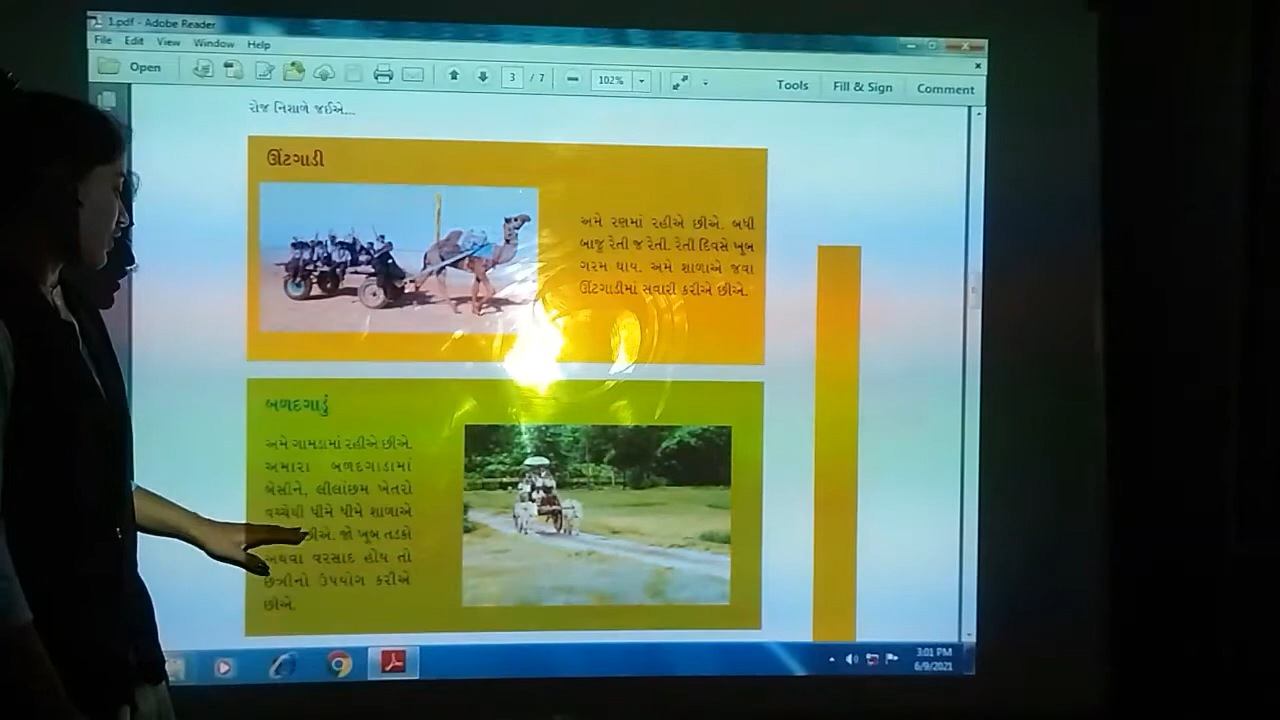 1.pdf - Adobe Reader
File Edit View Window Help
Open 3 / 7 102% Tools Fill & Sign Comment
રોજ નિશાળે જઈએ...
ઊંટગાડી
અમે રણમાં રહીએ છીએ. બધી
બાજુ રેતી જ રેતી. રેતી દિવસે ખૂબ
ગરમ થાય. અમે શાળાએ જવા
ઊંટગાડીમાં સવારી કરીએ છીએ.
બળદગાડું
અમે ગામડામાં રહીએ છીએ.
અમારા બળદગાડામાં
બેસીને, લીલાંછમ ખેતરો
વચ્ચેથી ધીમે ધીમે શાળાએ
છીએ. જો ખૂબ તડકો
અથવા વરસાદ હોય તો
છત્રીનો ઉપયોગ કરીએ
છીએ.
3:01 PM
6/9/2021